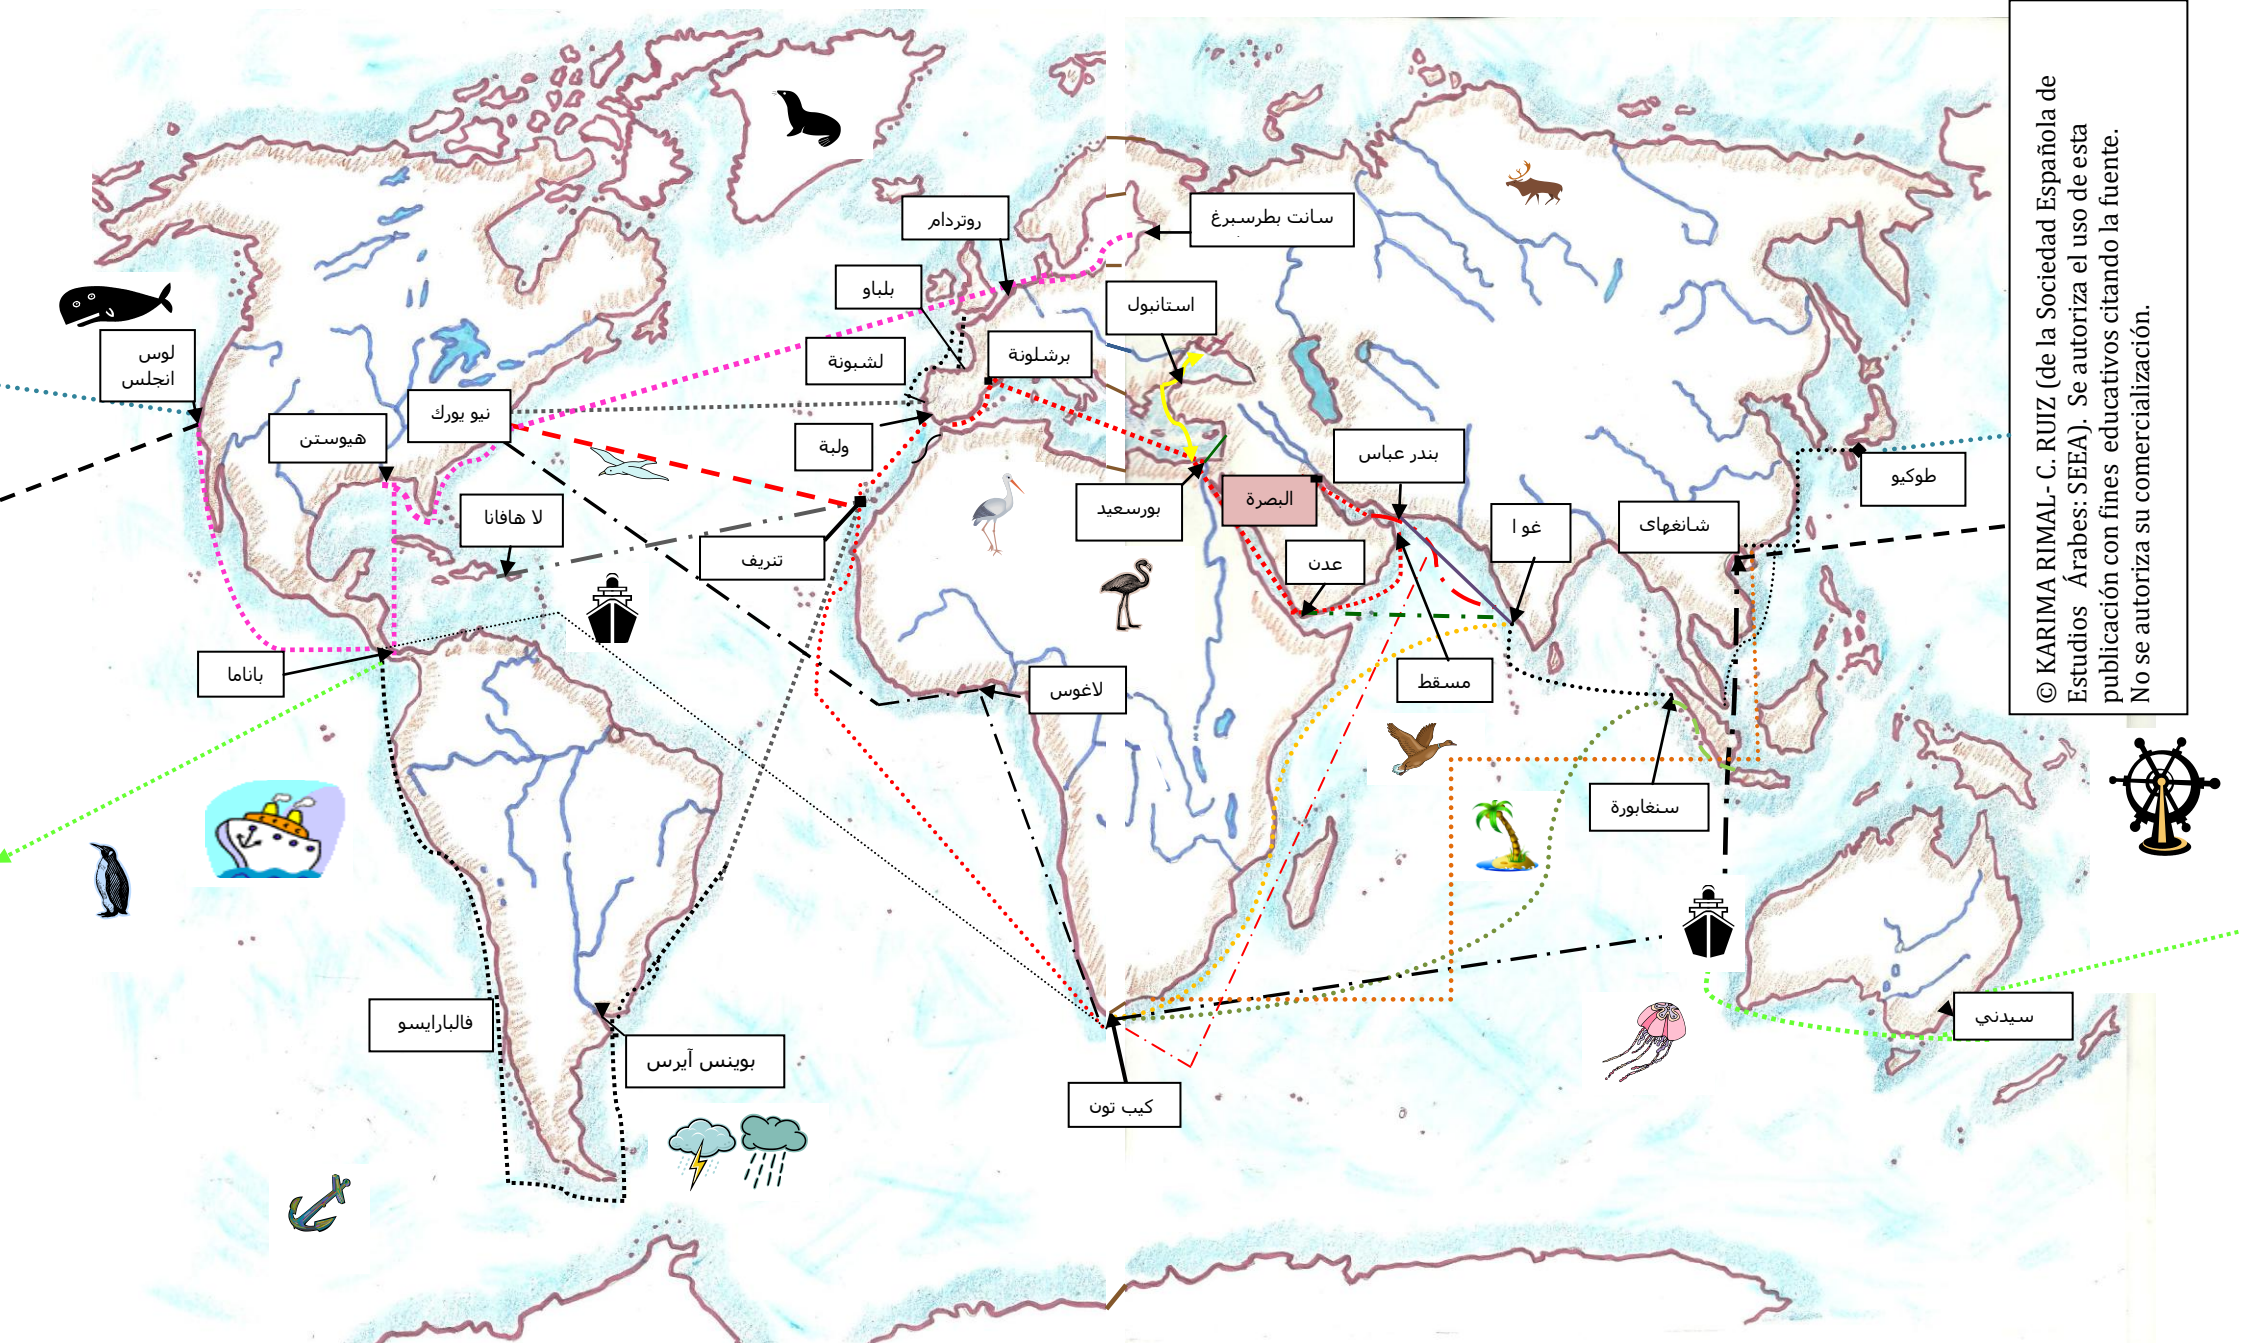 © KARIMA RIMAL- C. RUIZ (de la Sociedad Española de
Estudios Árabes: SEEA). Se autoriza el uso de esta
publicación con fines educativos citando la fuente.
No se autoriza su comercialización.
روتردام
سانت بطرسبرغ
بلباو
استانبول
لشبونة
برشلونة
لوس
انجلس
نيو يورك
هيوستن
ولبة
بندر عباس
طوكيو
البصرة
بورسعيد
لا هافانا
غو ا
شانغهاى
تنريف
عدن
باناما
لاغوس
مسقط
سنغابورة
فالبارايسو
بوينس آيرس
سيدني
كيب تون